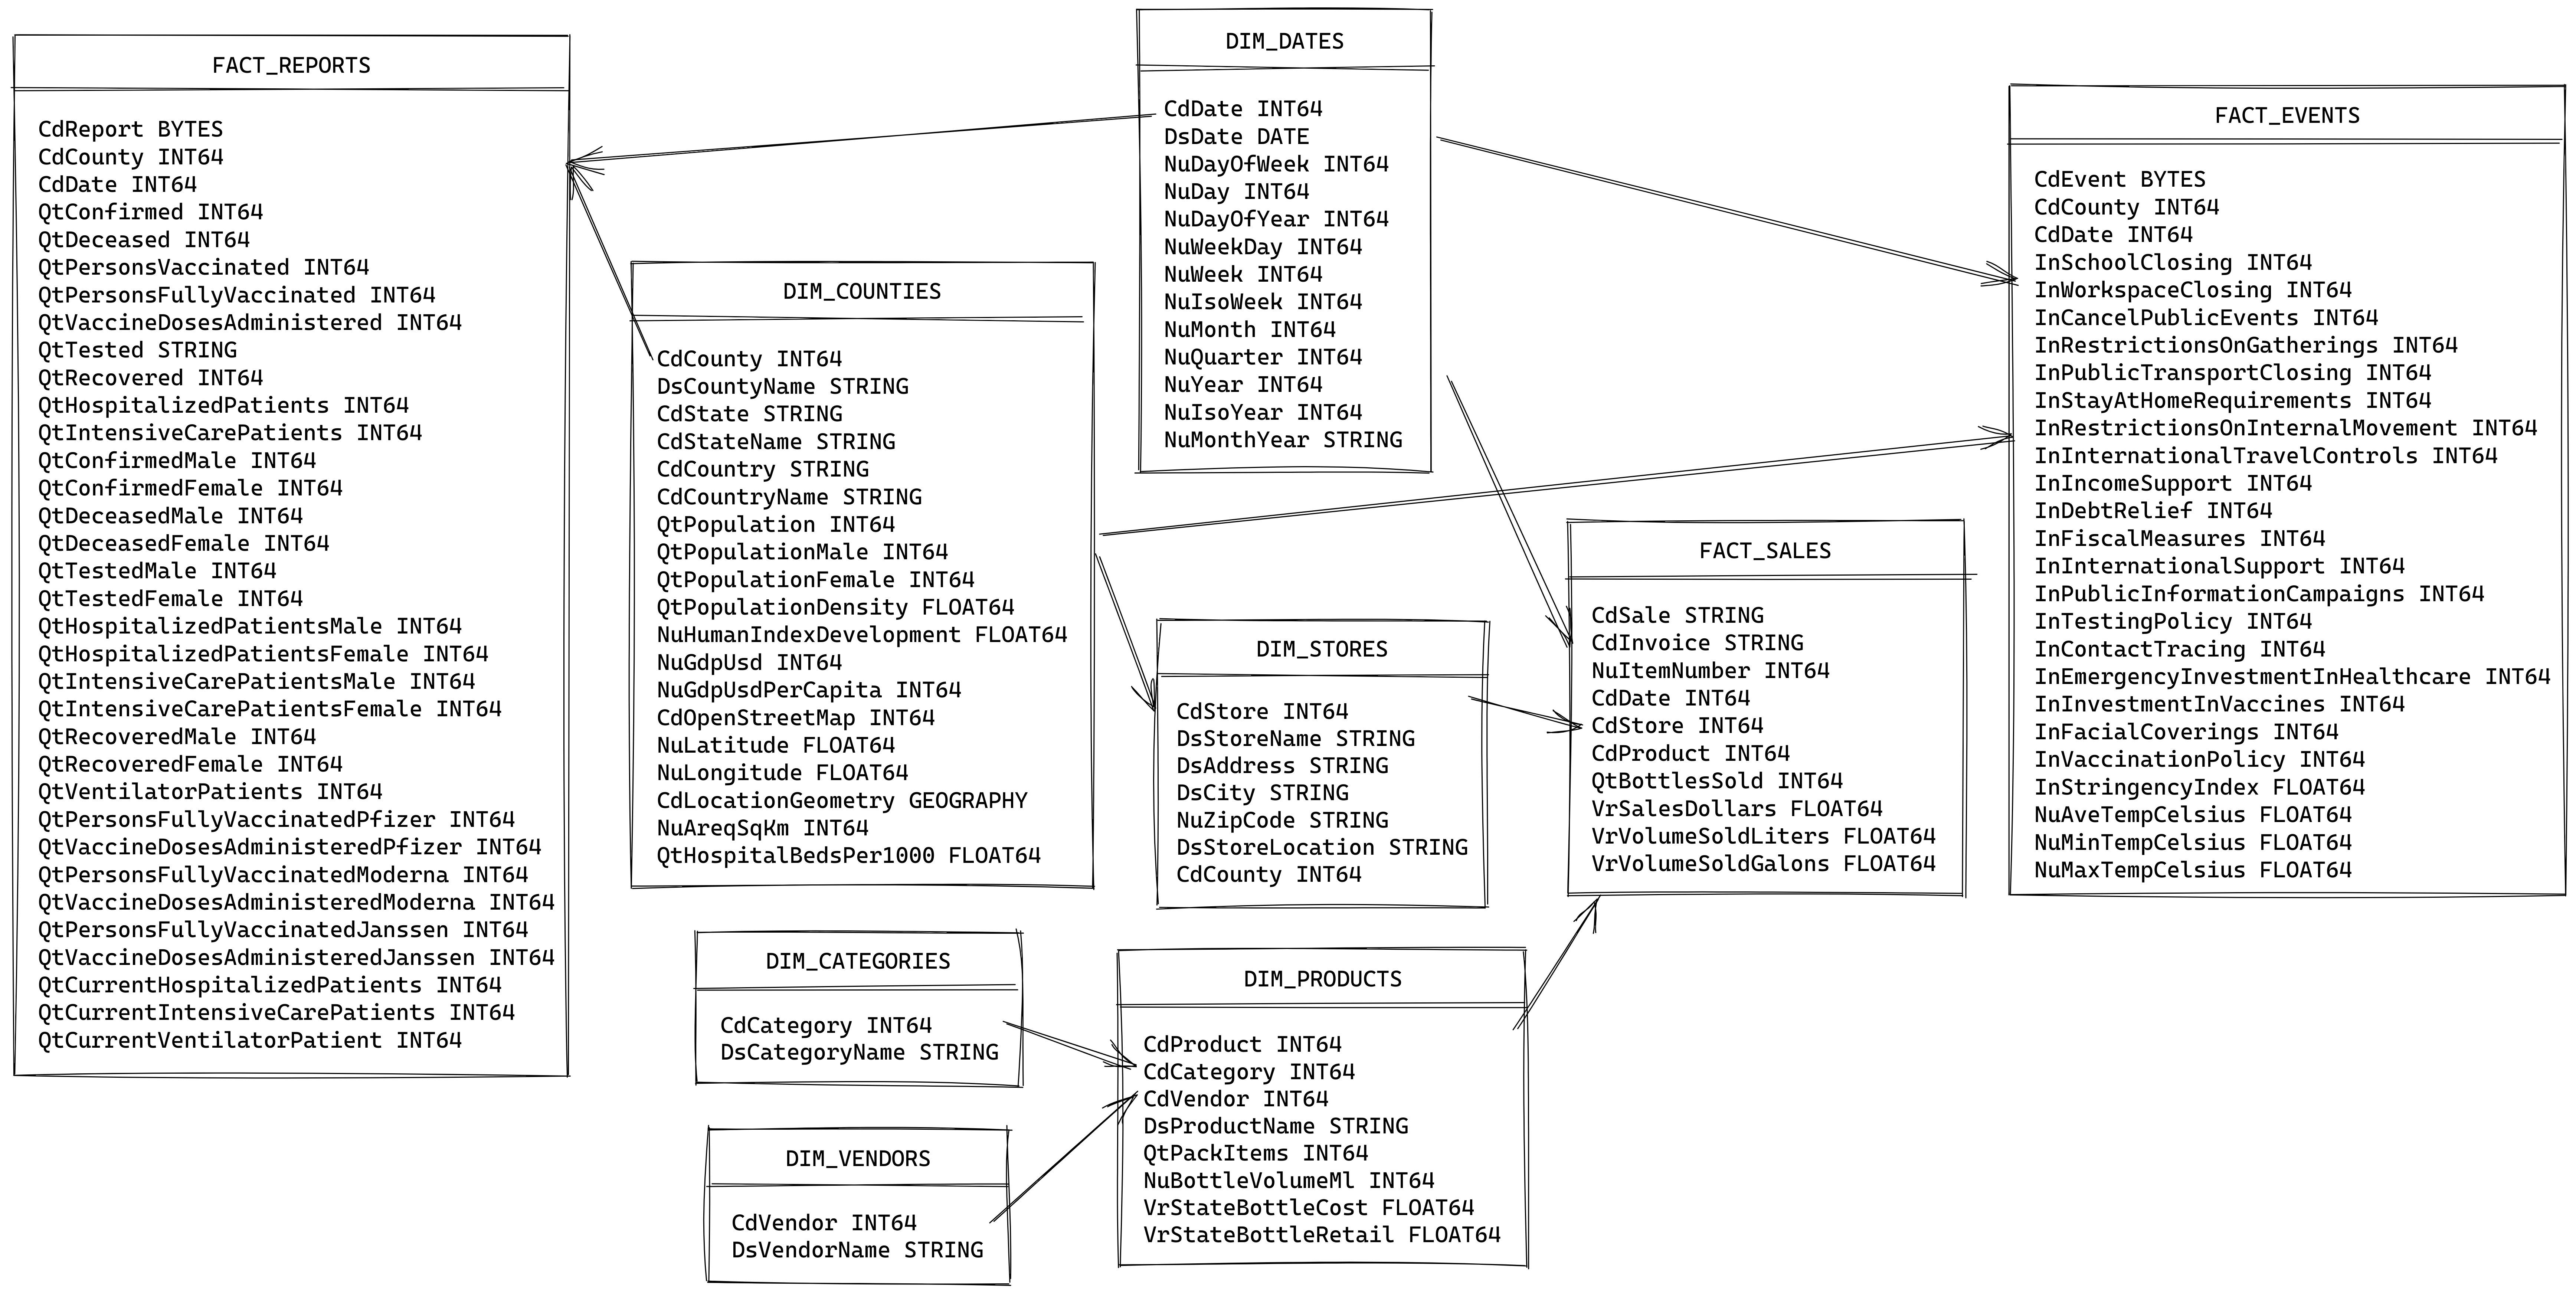 FACT_REPORTS
CdReport BYTES
CdCounty INT64
CdDate INT64
QtConfirmed INT64
QtDeceased INT64
QtPersonsVaccinated INT64
QtPersonsFullyVaccinated INT64
QtVaccineDosesAdministered INT64
QtTested STRING
QtRecovered INT64
QtHospitalizedPatients INT64
QtIntensiveCarePatients INT64
QtConfirmedMale INT64
QtConfirmedFemale INT64
QtDeceasedMale INT64
QtDeceasedFemale INT64
QtTestedMale INT64
QtTestedFemale INT64
QtHospitalizedPatientsMale INT64
QtHospitalizedPatientsFemale INT64
QtIntensiveCarePatientsMale INT64
QtIntensiveCarePatientsFemale INT64
QtRecoveredMale INT64
QtRecoveredFemale INT64
QtVentilatorPatients INT64
QtPersonsFullyVaccinatedPfizer INT64
QtVaccineDosesAdministeredPfizer INT64
QtPersonsFullyVaccinatedModerna INT64
QtVaccineDosesAdministeredModerna INT64
QtPersonsFullyVaccinatedJanssen INT64
QtVaccineDosesAdministeredJanssen INT64
QtCurrentHospitalizedPatients INT64
QtCurrentIntensiveCarePatients INT64
QtCurrentVentilatorPatient INT64
DIM_COUNTIES
CdCounty INT64
DsCountyName STRING
CdState STRING
CdStateName STRING
CdCountry STRING
CdCountryName STRING
QtPopulation INT64
QtPopulationMale INT64
QtPopulationFemale INT64
QtPopulationDensity FLOAT64
NuHumanIndexDevelopment FLOAT64
NuGdpUsd INT64
NuGdpUsdPerCapita INT64
CdOpenStreetMap INT64
NuLatitude FLOAT64
NuLongitude FLOAT64
CdLocationGeometry GEOGRAPHY
NuAreqSqKm INT64
QtHospitalBedsPer1000 FLOAT64
DIM_CATEGORIES
CdCategory INT64
DsCategoryName STRING
DIM_VENDORS
CdVendor INT64
DsVendorName STRING
DIM_DATES
CdDate INT64
DsDate DATE
NuDayOfWeek INT64
NuDay INT64
NuDayOfYear INT64
NuWeekDay INT64
NuWeek INT64
NuIsoWeek INT64
NuMonth INT64
NuQuarter INT64
NuYear INT64
NuIsoYear INT64
NuMonthYear STRING
DIM_STORES
CdStore INT64
DsStoreName STRING
DsAddress STRING
DsCity STRING
NuZipCode STRING
DsStoreLocation STRING
CdCounty INT64
DIM_PRODUCTS
CdProduct INT64
CdCategory INT64
CdVendor INT64
DsProductName STRING
QtPackItems INT64
NuBottleVolumeMl INT64
VrStateBottleCost FLOAT64
VrStateBottleRetail FLOAT64
FACT_SALES
CdSale STRING
CdInvoice STRING
NuItemNumber INT64
CdDate INT64
CdStore INT64
CdProduct INT64
QtBottlesSold INT64
VrSalesDollars FLOAT64
VrVolumeSoldLiters FLOAT64
VrVolumeSoldGalons FLOAT64
FACT_EVENTS
CdEvent BYTES
CdCounty INT64
CdDate INT64
InSchoolClosing INT64
InWorkspaceClosing INT64
InCancelPublicEvents INT64
InRestrictionsOnGatherings INT64
InPublicTransportClosing INT64
InStayAtHomeRequirements INT64
InRestrictionsOnInternalMovement INT64
InInternationalTravelControls INT64
InIncomeSupport INT64
InDebtRelief INT64
InFiscalMeasures INT64
InInternationalSupport INT64
InPublicInformationCampaigns INT64
InTestingPolicy INT64
InContactTracing INT64
InEmergencyInvestmentInHealthcare INT64
InInvestmentInVaccines INT64
InFacialCoverings INT64
InVaccinationPolicy INT64
InStringencyIndex FLOAT64
NuAveTempCelsius FLOAT64
NuMinTempCelsius FLOAT64
NuMaxTempCelsius FLOAT64